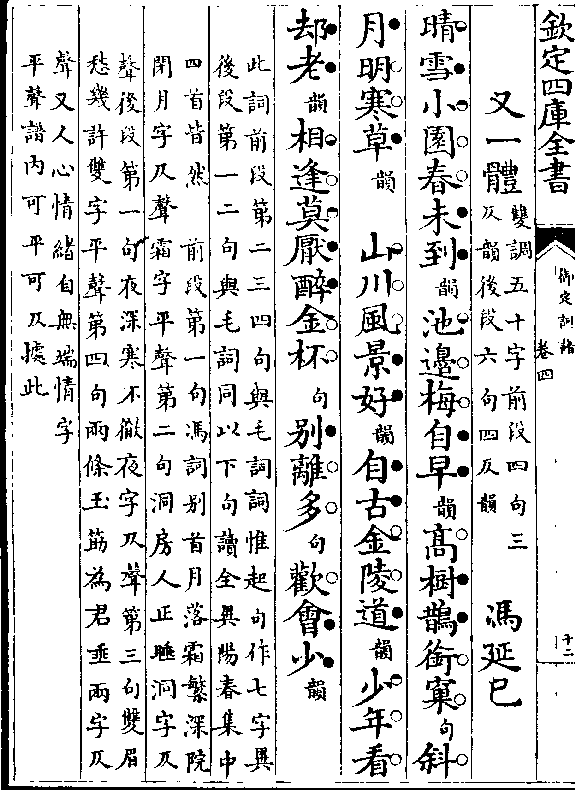 欽定四庫全書
御定詞譜 卷四 十二
又一體 雙調五十字前段四句三
仄韻後段六句四仄韻 馮延巳
晴雪小園春未到韻池邊梅自早韻高樹鵲銜窠句斜
月明寒草韻 山川風景好韻自古金陵道韻少年看
却老韻相逢莫厭醉金杯句别離多句歡會少韻
此詞前段第二三四句與毛詞詞惟起句作七字異
後段第一二句與毛詞同以下句讀全異陽春集中
四首皆然 前段第一句馮詞别首月落霜繁深院
閉月字仄聲霜字平聲第二句洞房人正睡洞字仄
聲後段第一句夜深寒不徹夜字仄聲第三句雙眉
愁幾許雙字平聲第四句兩條玉筯為君垂兩字仄
聲又人心情緒自無端情字
平聲譜内可平可仄據此